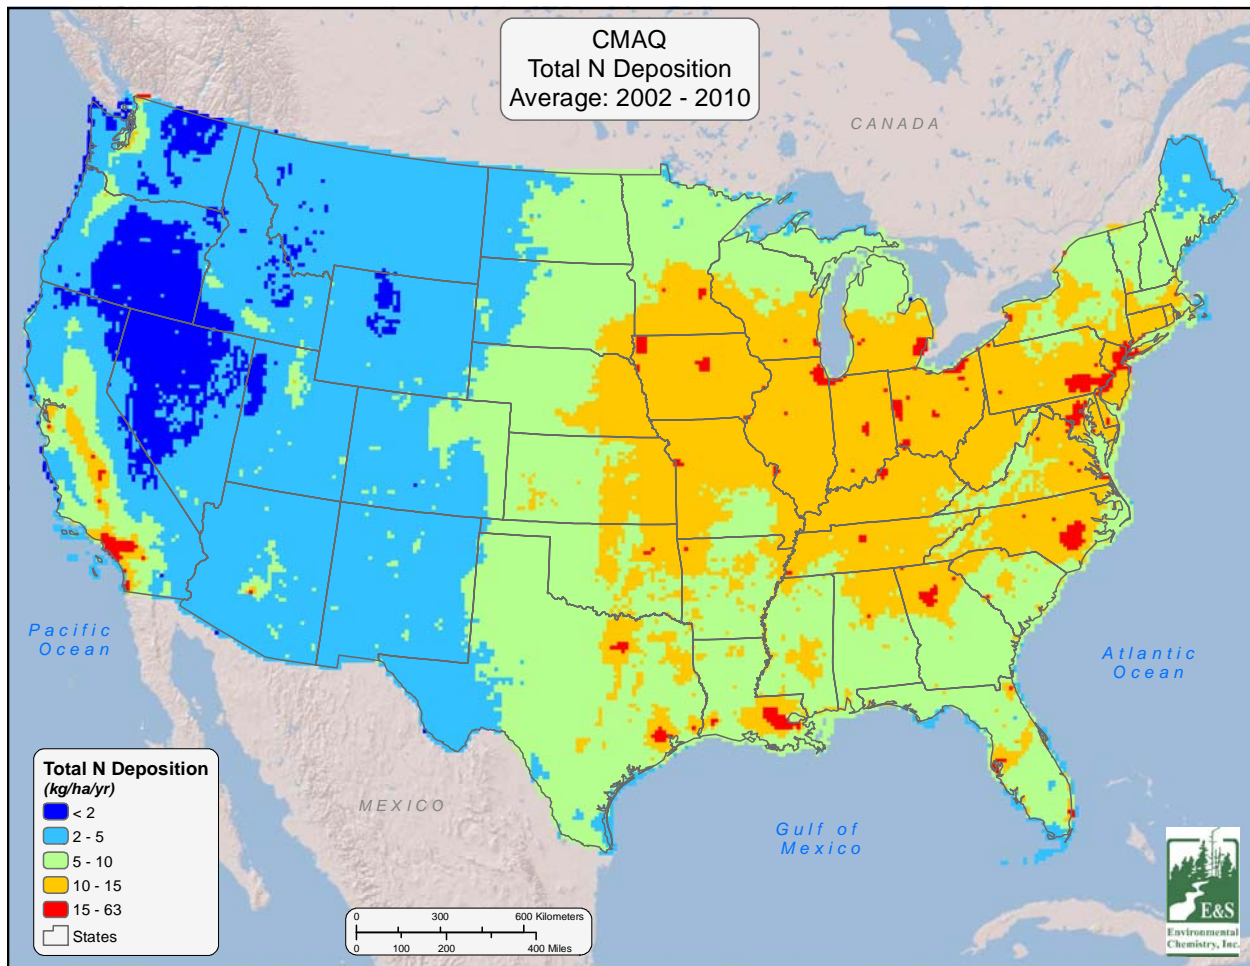 CMAQ
Total N Deposition
Average: 2002 - 2010
CANADA
Pacific
Ocean
Atlantic
Ocean
MEXICO
Gulf of
Mexico
Total N Deposition
(kg/ha/yr)
< 2
2 - 5
5 - 10
10 - 15
15 - 63
States
0 300 600 Kilometers
0 100 200 400 Miles
E&S
Environmental
Chemistry, Inc.